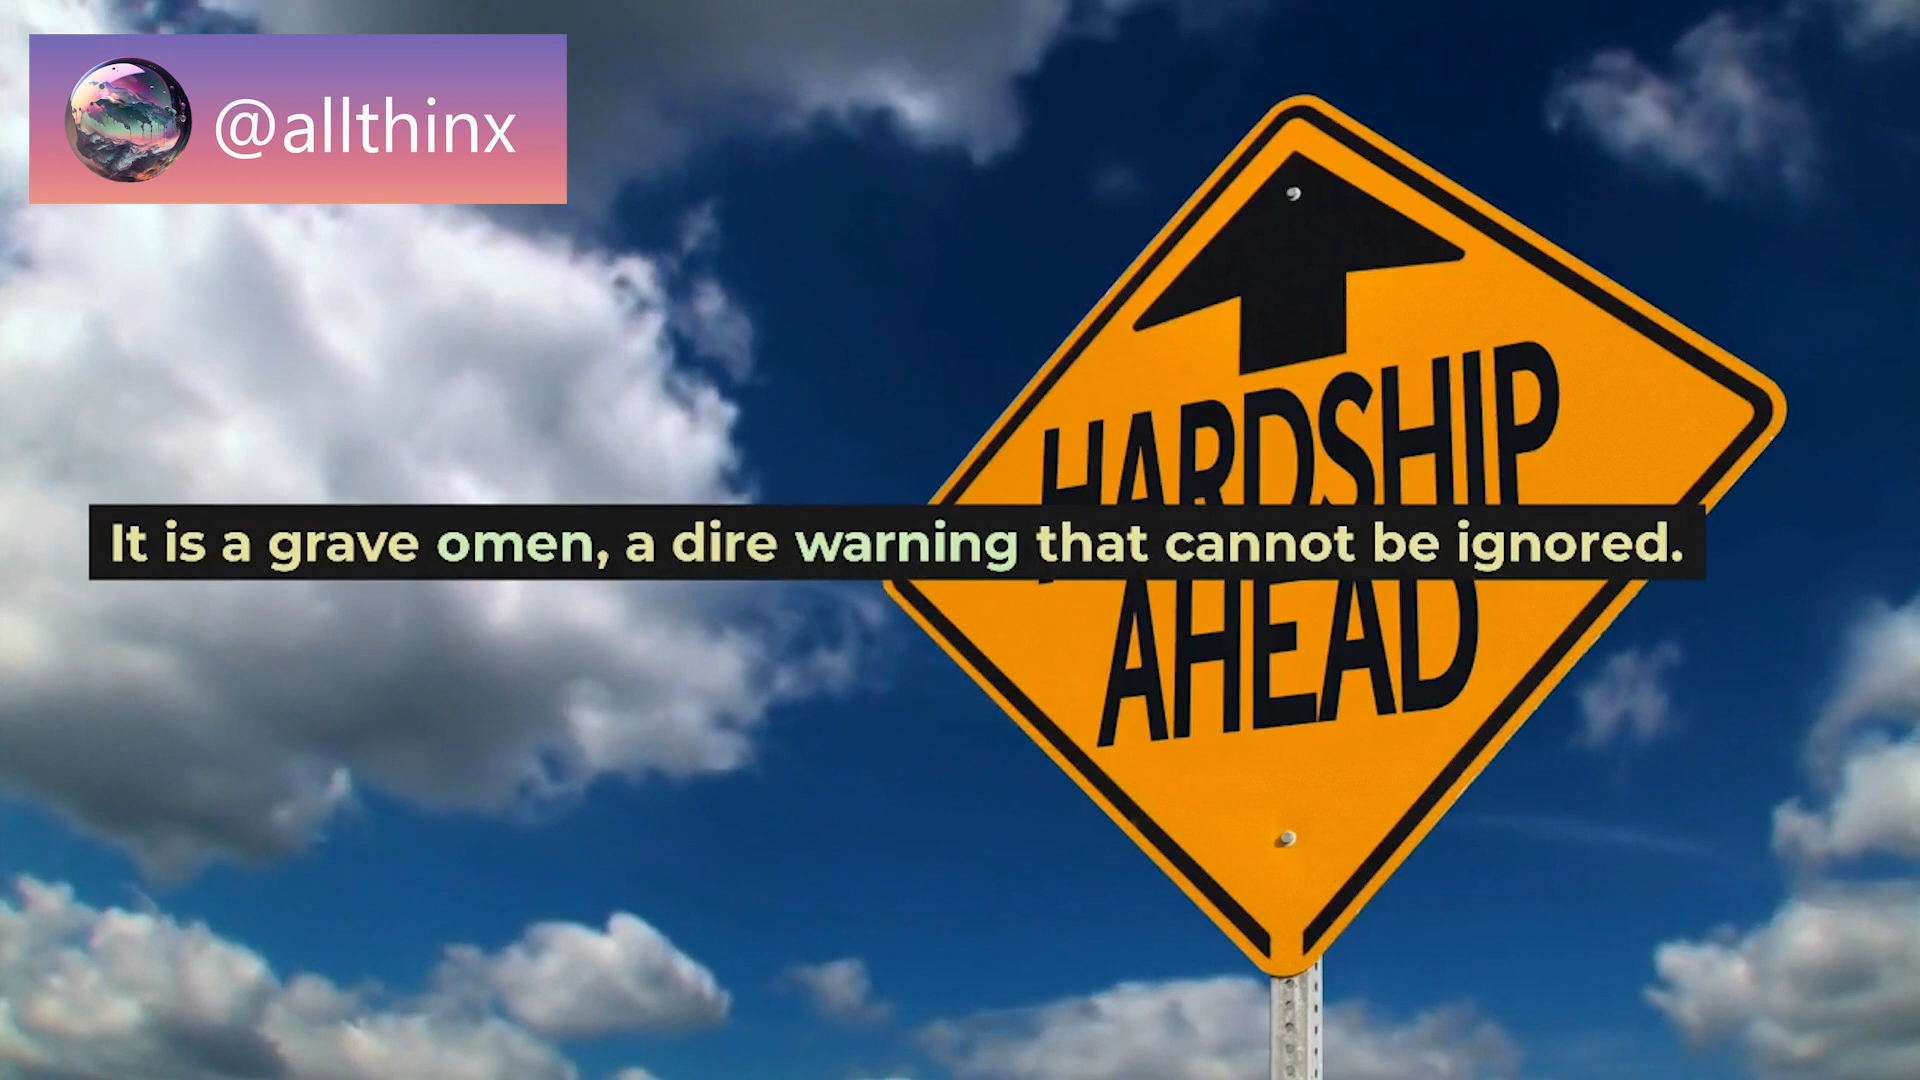 @allthinx
HARDSHIP
It is a grave omen, a dire warning that cannot be ignored.
AHEAD